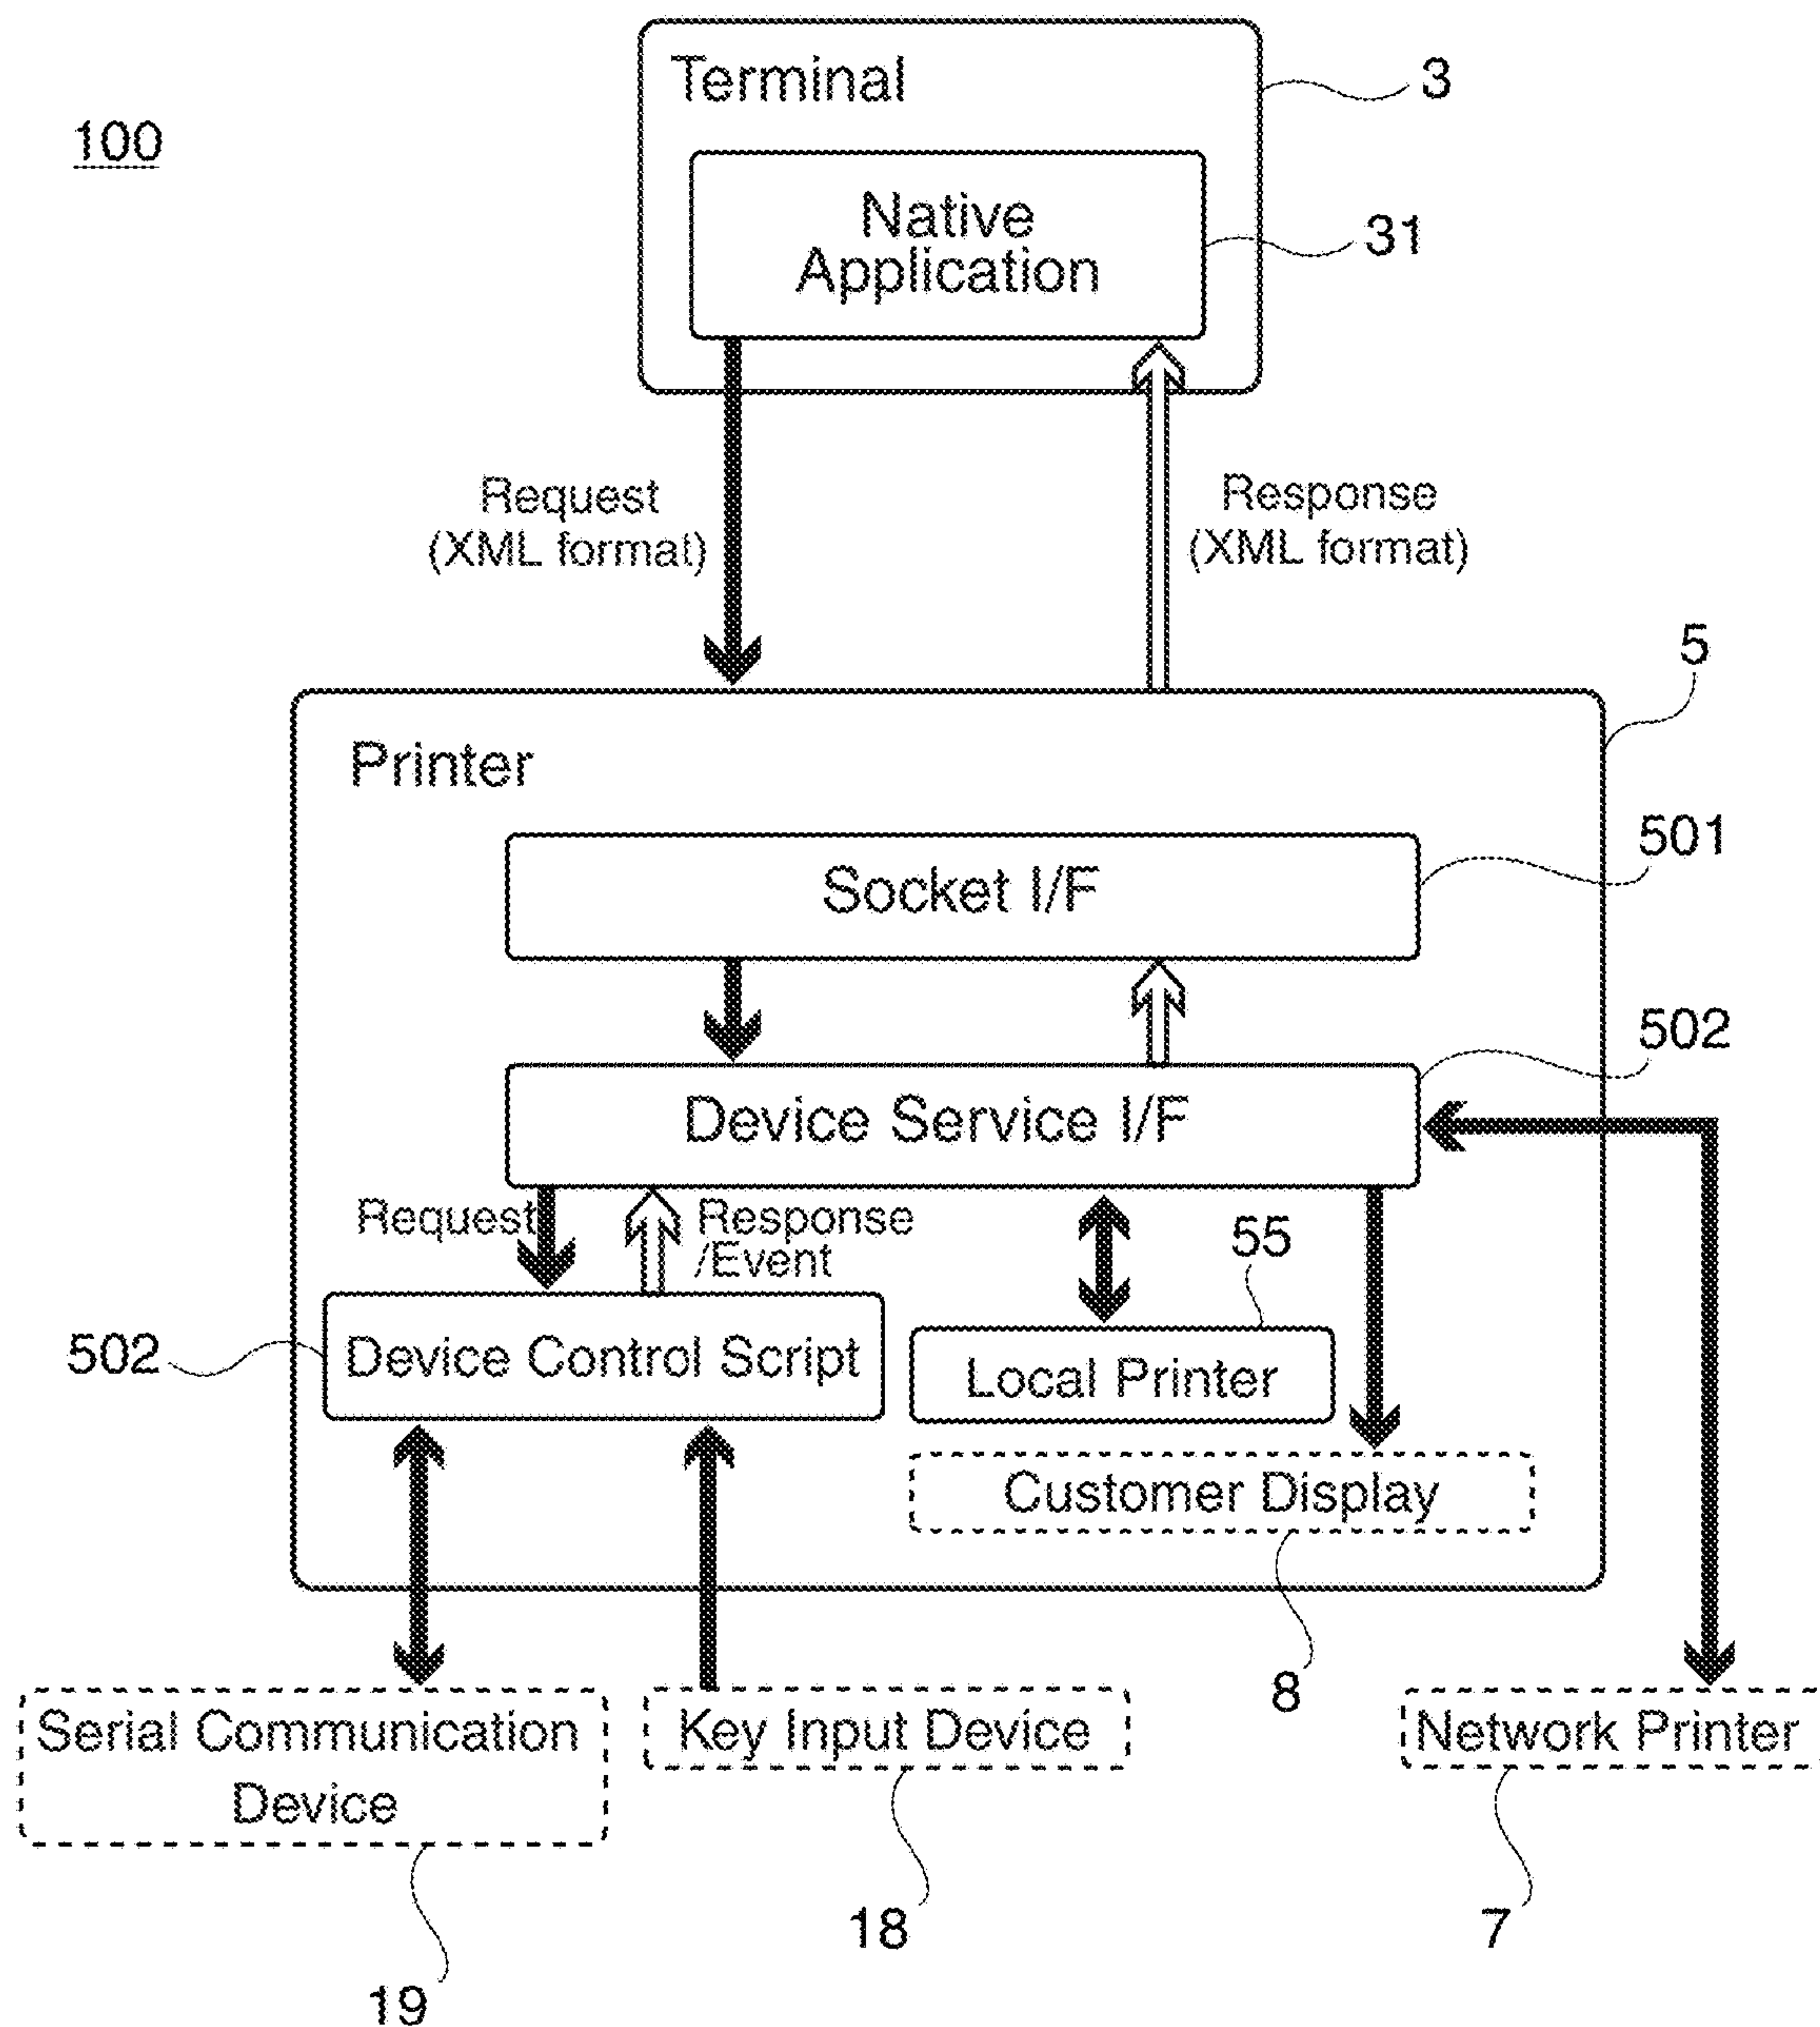 Terminal
3
100
Native
Application
31
Request
(XML format)
Response
(XML format)
5
Printer
501
Socket I/F
502
Device Service I/F
Request
Response
/Event
55
502
Device Control Script
Local Printer
Customer Display
8
Serial Communication
Device
Key Input Device
Network Printer
18
7
19